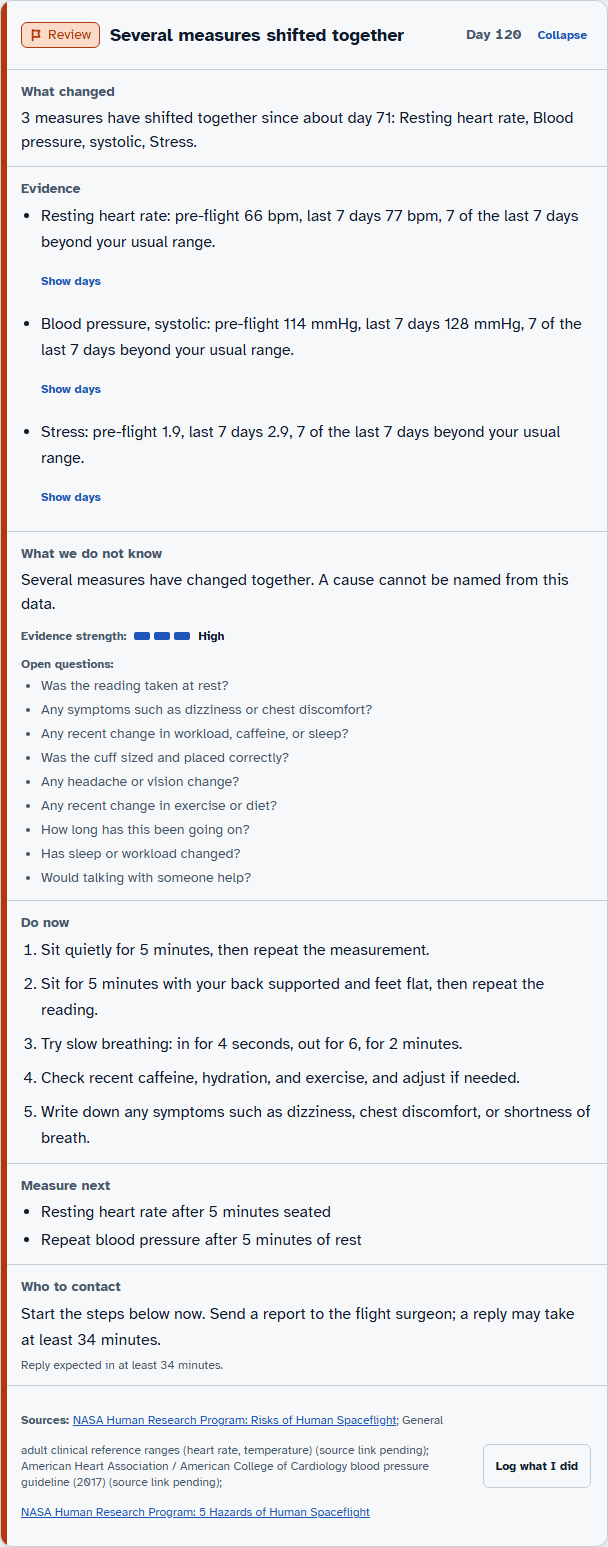 Review Several measures shifted together Day 120 Collapse
What changed
3 measures have shifted together since about day 71: Resting heart rate, Blood
pressure, systolic, Stress.
Evidence
• Resting heart rate: pre-flight 66 bpm, last 7 days 77 bpm, 7 of the last 7 days
beyond your usual range.
Show days
• Blood pressure, systolic: pre-flight 114 mmHg, last 7 days 128 mmHg, 7 of the
last 7 days beyond your usual range.
Show days
• Stress: pre-flight 1.9, last 7 days 2.9, 7 of the last 7 days beyond your usual
range.
Show days
What we do not know
Several measures have changed together. A cause cannot be named from this
data.
Evidence strength: High
Open questions:
• Was the reading taken at rest?
• Any symptoms such as dizziness or chest discomfort?
• Any recent change in workload, caffeine, or sleep?
• Was the cuff sized and placed correctly?
• Any headache or vision change?
• Any recent change in exercise or diet?
• How long has this been going on?
• Has sleep or workload changed?
• Would talking with someone help?
Do now
1. Sit quietly for 5 minutes, then repeat the measurement.
2. Sit for 5 minutes with your back supported and feet flat, then repeat the
reading.
3. Try slow breathing: in for 4 seconds, out for 6, for 2 minutes.
4. Check recent caffeine, hydration, and exercise, and adjust if needed.
5. Write down any symptoms such as dizziness, chest discomfort, or shortness of
breath.
Measure next
• Resting heart rate after 5 minutes seated
• Repeat blood pressure after 5 minutes of rest
Who to contact
Start the steps below now. Send a report to the flight surgeon; a reply may take
at least 34 minutes.
Reply expected in at least 34 minutes.
Sources: NASA Human Research Program: Risks of Human Spaceflight; General
adult clinical reference ranges (heart rate, temperature) (source link pending);
American Heart Association / American College of Cardiology blood pressure
guideline (2017) (source link pending);
NASA Human Research Program: 5 Hazards of Human Spaceflight
Log what I did